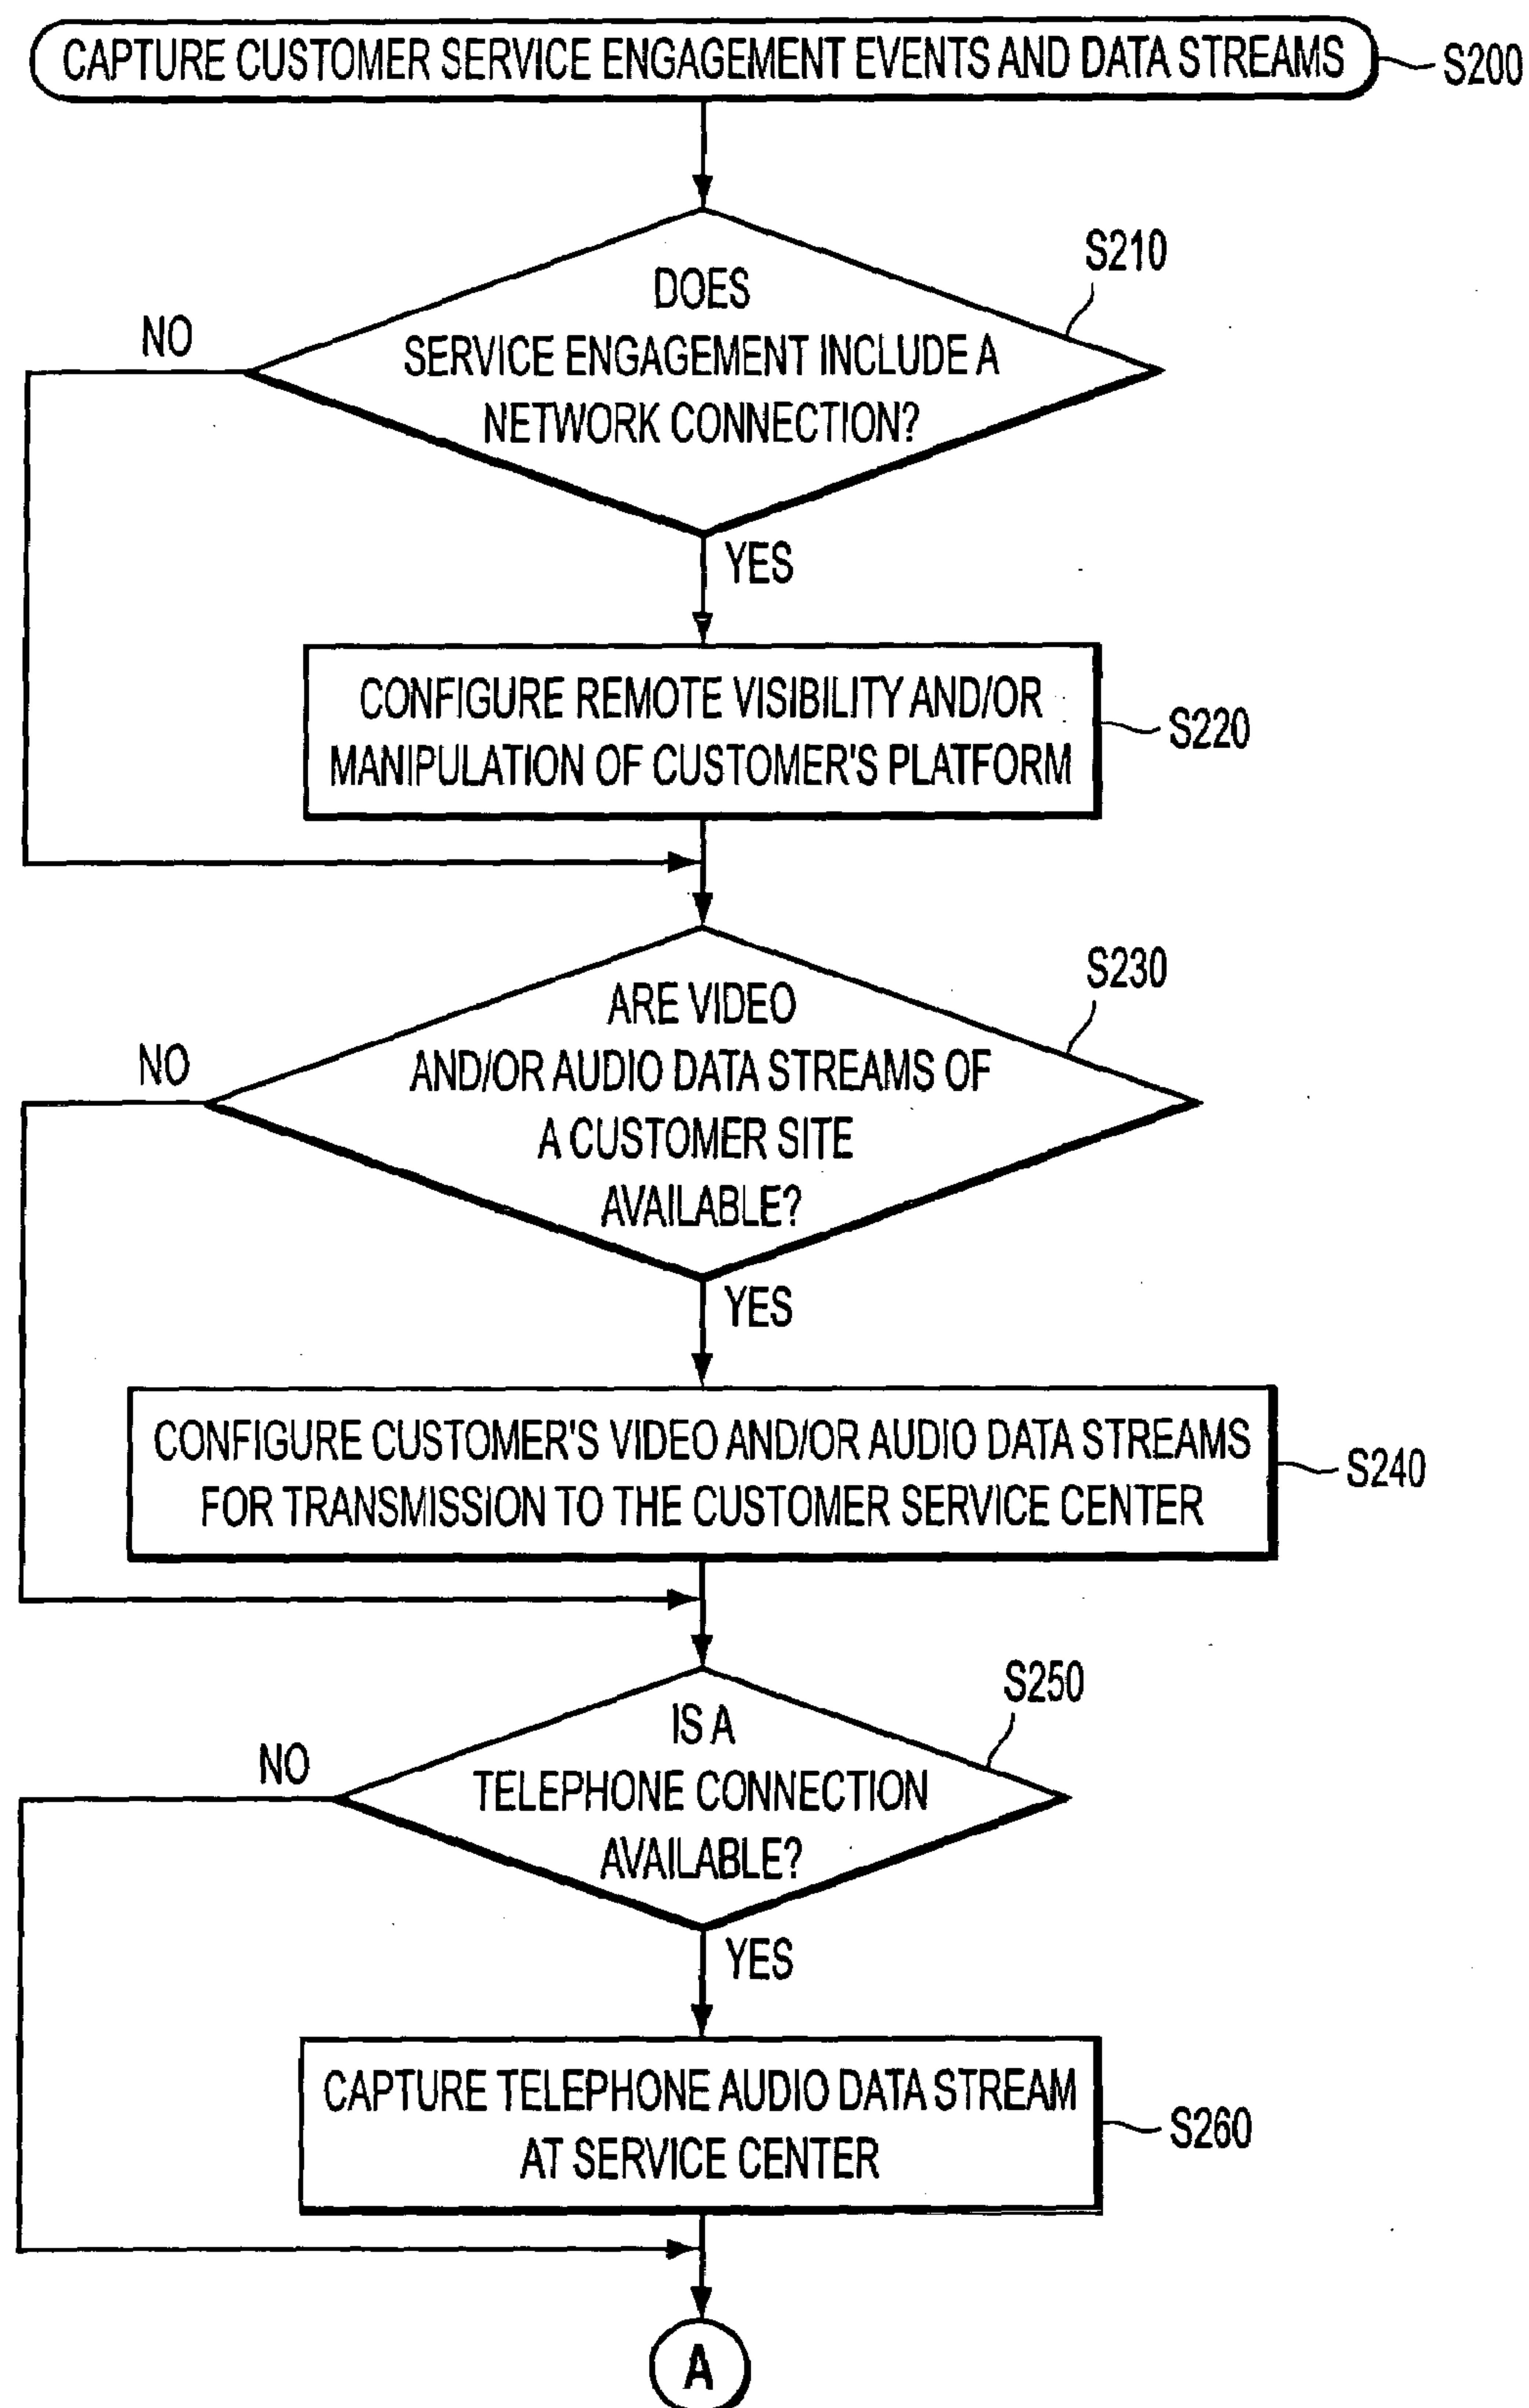 CAPTURE CUSTOMER SERVICE ENGAGEMENT EVENTS AND DATA STREAMS
S200
S210
DOES
SERVICE ENGAGEMENT INCLUDE A
NETWORK CONNECTION?
NO
YES
CONFIGURE REMOTE VISIBILITY AND/OR
MANIPULATION OF CUSTOMER'S PLATFORM
S220
S230
ARE VIDEO
AND/OR AUDIO DATA STREAMS OF
A CUSTOMER SITE
AVAILABLE?
NO
YES
CONFIGURE CUSTOMER'S VIDEO AND/OR AUDIO DATA STREAMS
FOR TRANSMISSION TO THE CUSTOMER SERVICE CENTER
S240
S250
IS A
TELEPHONE CONNECTION
AVAILABLE?
NO
YES
CAPTURE TELEPHONE AUDIO DATA STREAM
AT SERVICE CENTER
S260
A